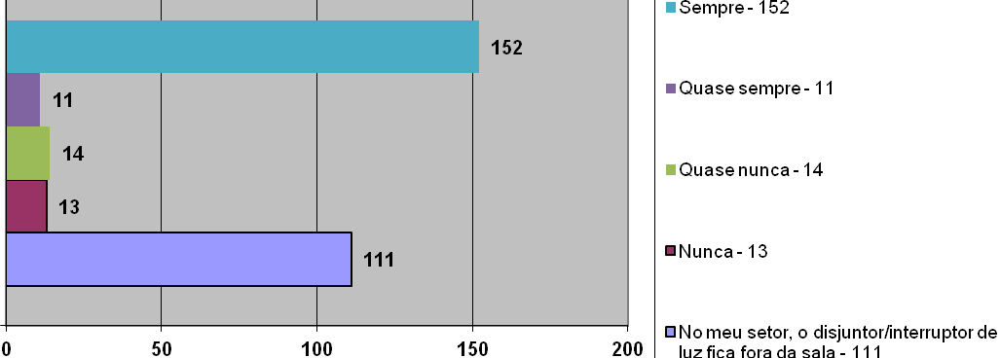 152
11
14
13
111
0 50 100 150 200
Sempre - 152
Quase sempre - 11
Quase nunca - 14
Nunca - 13
No meu setor, o disjuntor/interruptor de
luz fica fora da sala - 111